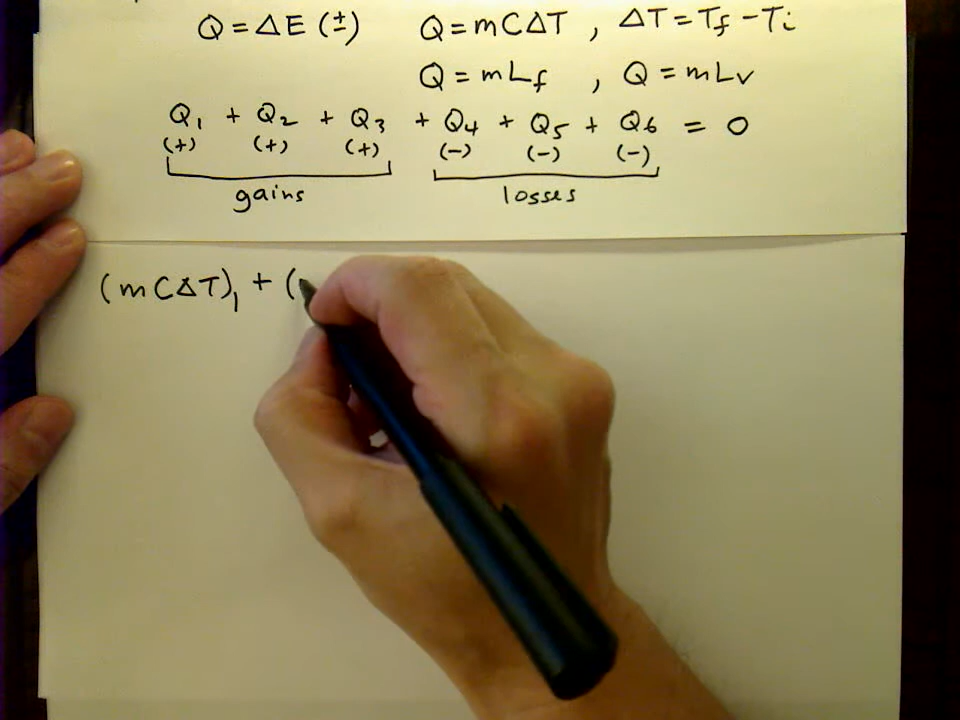 Q = ΔE (±) Q = mCΔT , ΔT = Tf - Ti
Q = mLf , Q = mLv
Q1 + Q2 + Q3 + Q4 + Q5 + Q6 = 0
(+) (+) (+) (-) (-) (-)
gains losses
(mCΔT)1 + (